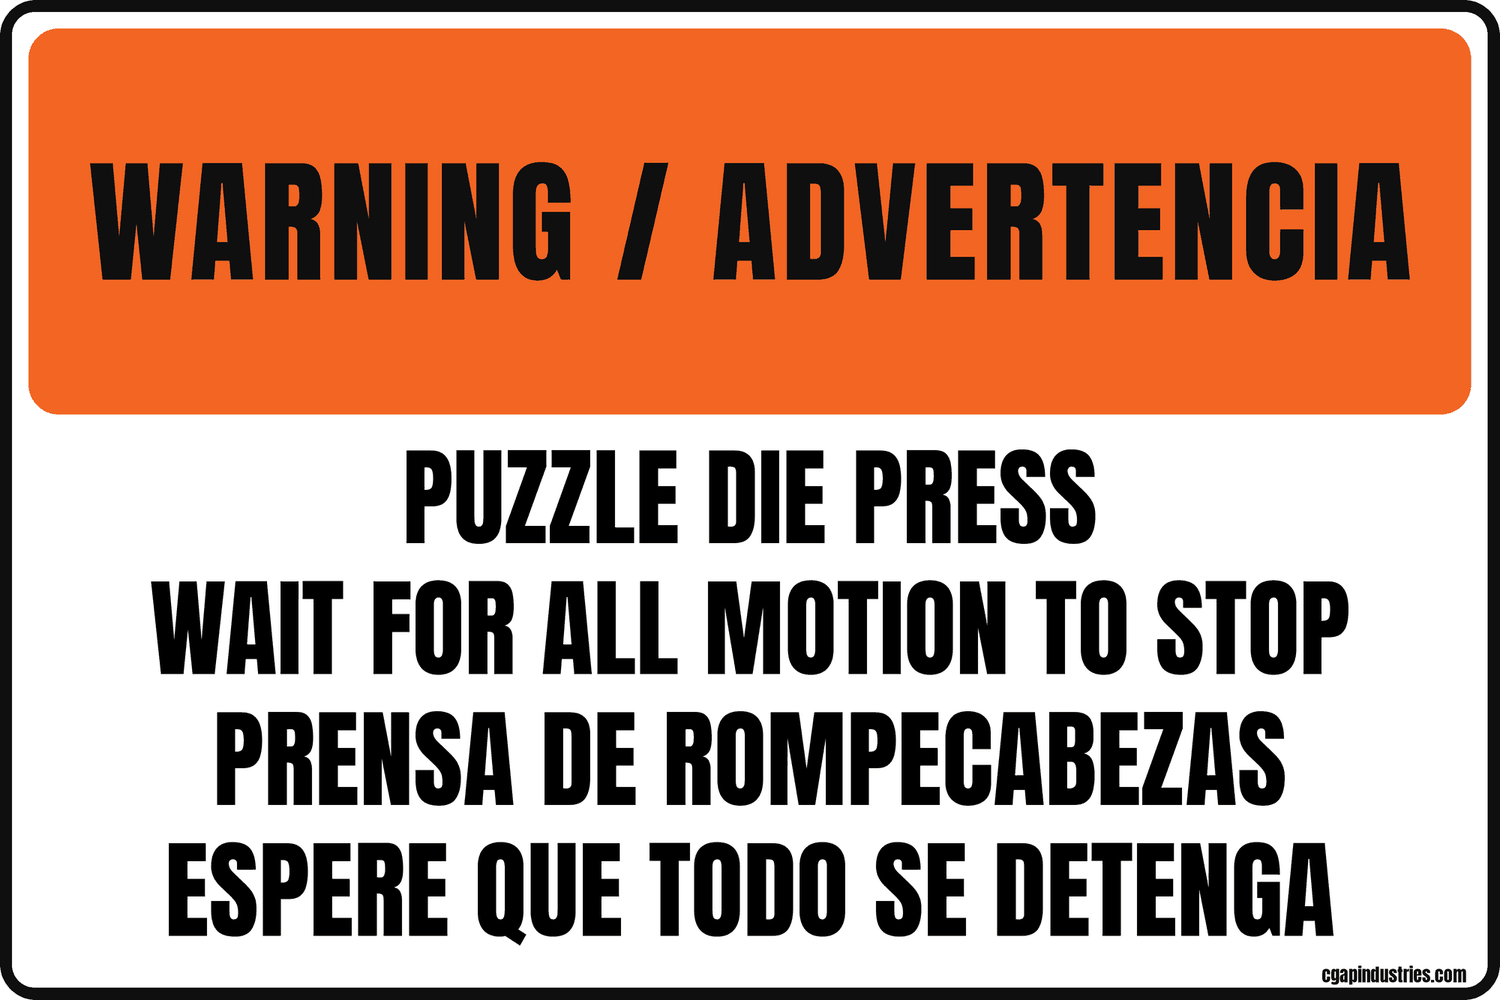 WARNING / ADVERTENCIA
PUZZLE DIE PRESS
WAIT FOR ALL MOTION TO STOP
PRENSA DE ROMPECABEZAS
ESPERE QUE TODO SE DETENGA
cgapindustries.com